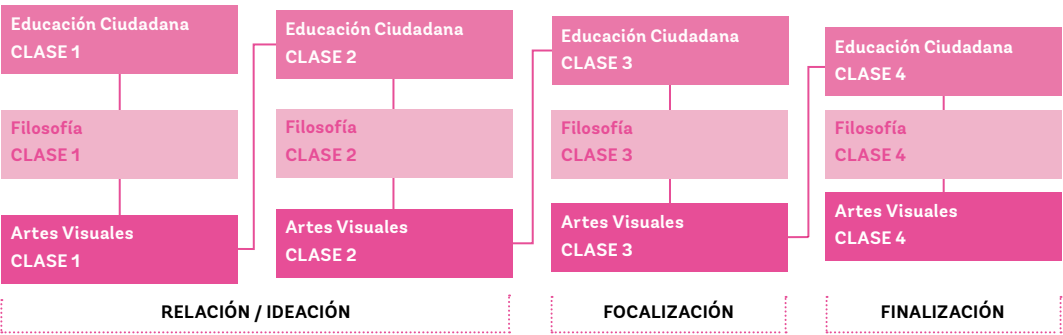 Educación Ciudadana
CLASE 1
Filosofía
CLASE 1
Artes Visuales
CLASE 1
Educación Ciudadana
CLASE 2
Filosofía
CLASE 2
Artes Visuales
CLASE 2
Educación Ciudadana
CLASE 3
Filosofía
CLASE 3
Artes Visuales
CLASE 3
Educación Ciudadana
CLASE 4
Filosofía
CLASE 4
Artes Visuales
CLASE 4
RELACIÓN / IDEACIÓN
FOCALIZACIÓN
FINALIZACIÓN